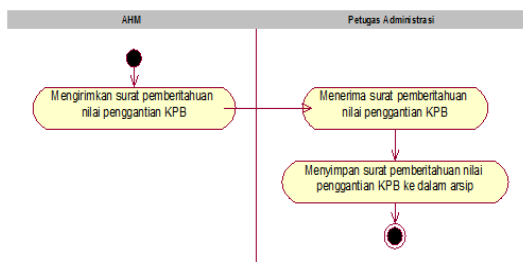 AHM
Petugas Administrasi
Mengirimkan surat pemberitahuan
nilai penggantian KPB
Menerima surat pemberitahuan
nilai penggantian KPB
Menyimpan surat pemberitahuan nilai
penggantian KPB ke dalam arsip